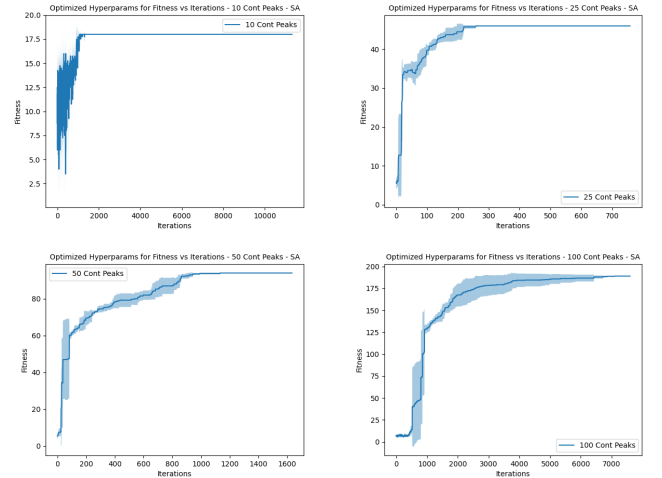 Optimized Hyperparams for Fitness vs Iterations - 10 Cont Peaks - SA
20.0
17.5
15.0
12.5
10.0
7.5
5.0
2.5
Fitness
10 Cont Peaks
0 2000 4000 6000 8000 10000
Iterations
Optimized Hyperparams for Fitness vs Iterations - 25 Cont Peaks - SA
40
30
20
10
0
Fitness
25 Cont Peaks
0 100 200 300 400 500 600 700
Iterations
Optimized Hyperparams for Fitness vs Iterations - 50 Cont Peaks - SA
80
60
40
20
0
Fitness
50 Cont Peaks
0 200 400 600 800 1000 1200 1400 1600
Iterations
Optimized Hyperparams for Fitness vs Iterations - 100 Cont Peaks - SA
200
175
150
125
100
75
50
25
0
Fitness
100 Cont Peaks
0 1000 2000 3000 4000 5000 6000 7000
Iterations